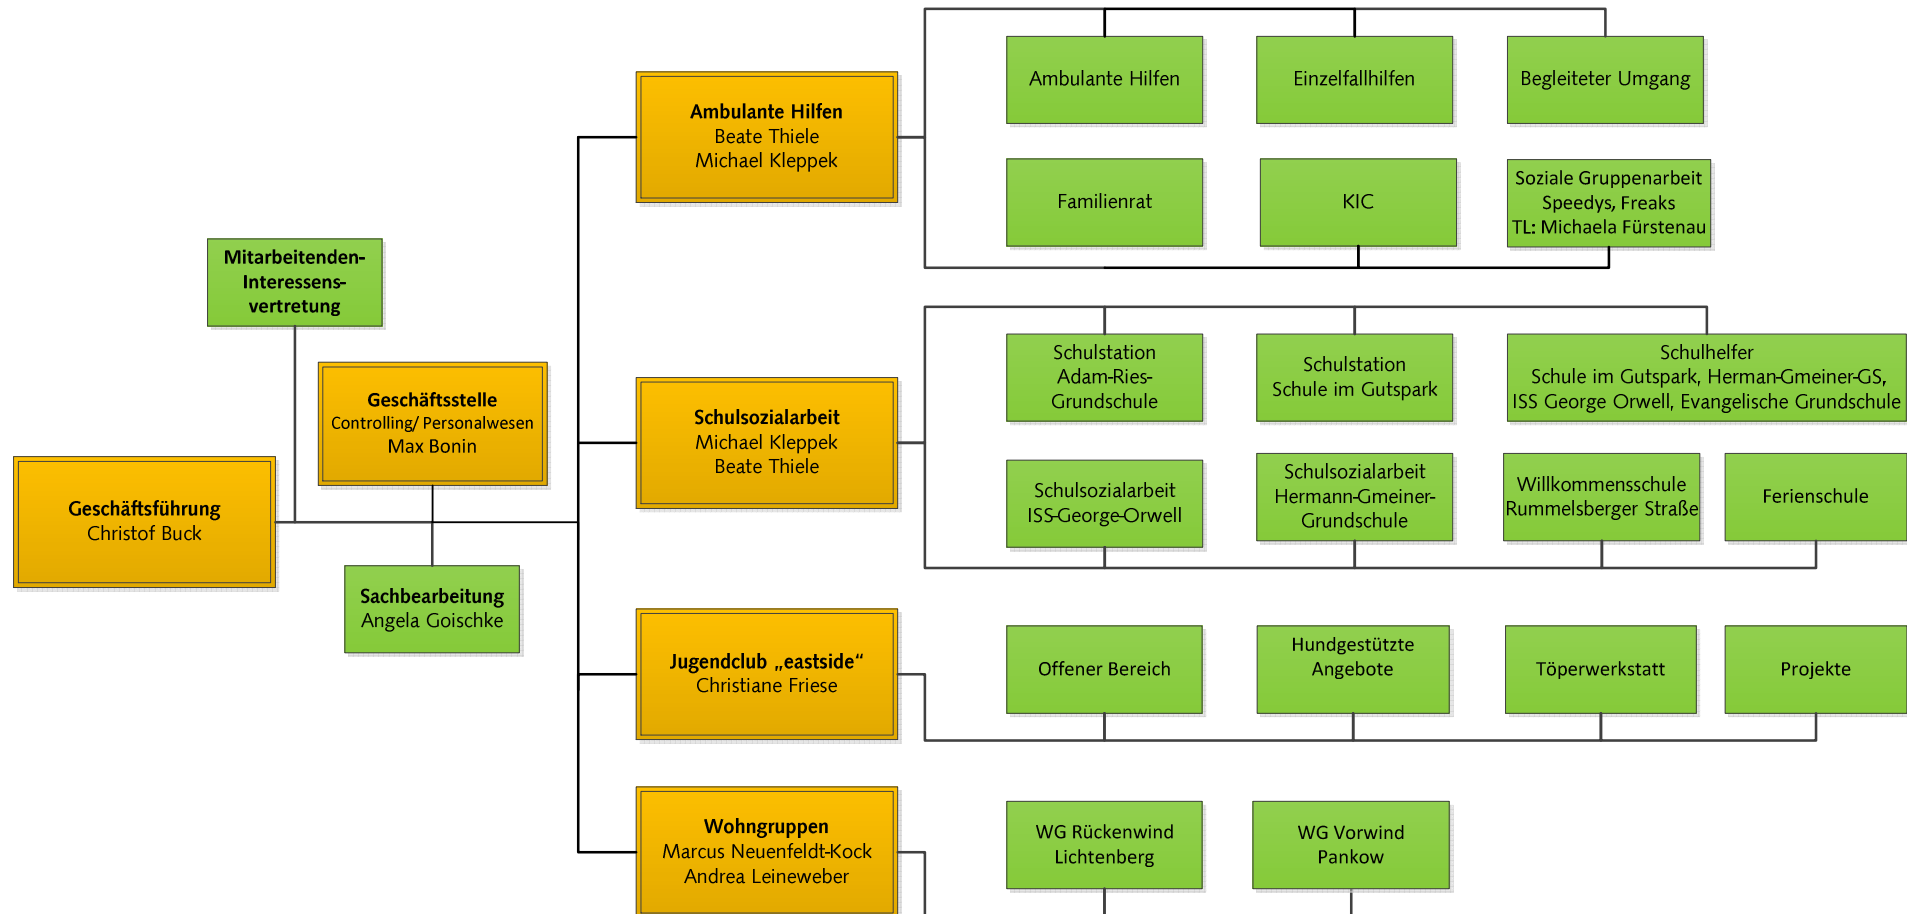 Ambulante Hilfen
Beate Thiele
Michael Kleppek
Ambulante Hilfen
Einzelfallhilfen
Begleiteter Umgang
Familienrat
KIC
Soziale Gruppenarbeit
Speedys, Freaks
TL: Michaela Fürstenau
Mitarbeitenden-
Interessens-
vertretung
Geschäftsstelle
Controlling/ Personalwesen
Max Bonin
Geschäftsführung
Christof Buck
Sachbearbeitung
Angela Goischke
Schulsozialarbeit
Michael Kleppek
Beate Thiele
Schulstation
Adam-Ries-
Grundschule
Schulstation
Schule im Gutspark
Schulhelfer
Schule im Gutspark, Herman-Gmeiner-GS,
ISS George Orwell, Evangelische Grundschule
Schulsozialarbeit
ISS-George-Orwell
Schulsozialarbeit
Hermann-Gmeiner-
Grundschule
Willkommensschule
Rummelsberger Straße
Ferienschule
Jugendclub „eastside“
Christiane Friese
Offener Bereich
Hundgestützte
Angebote
Töperwerkstatt
Projekte
Wohngruppen
Marcus Neuenfeldt-Kock
Andrea Leineweber
WG Rückenwind
Lichtenberg
WG Vorwind
Pankow